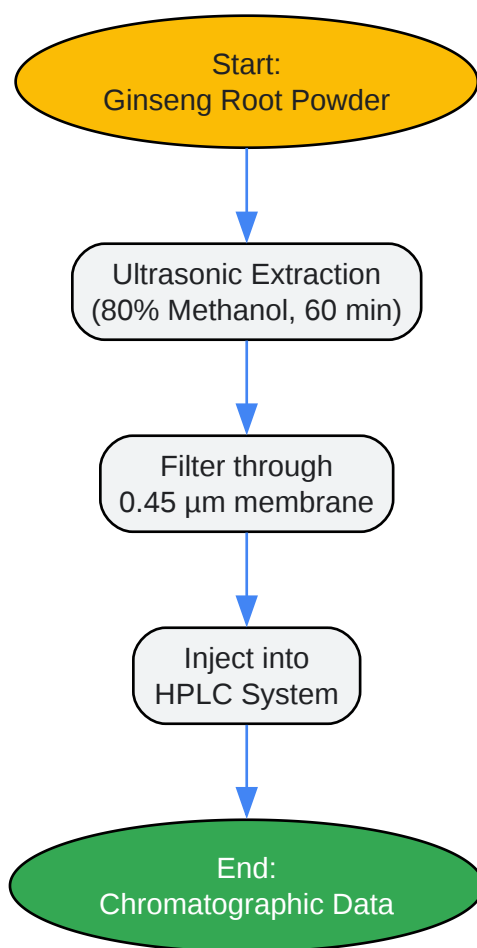 Start:
Ginseng Root Powder
Ultrasonic Extraction
(80% Methanol, 60 min)
Filter through
0.45 µm membrane
Inject into
HPLC System
End:
Chromatographic Data